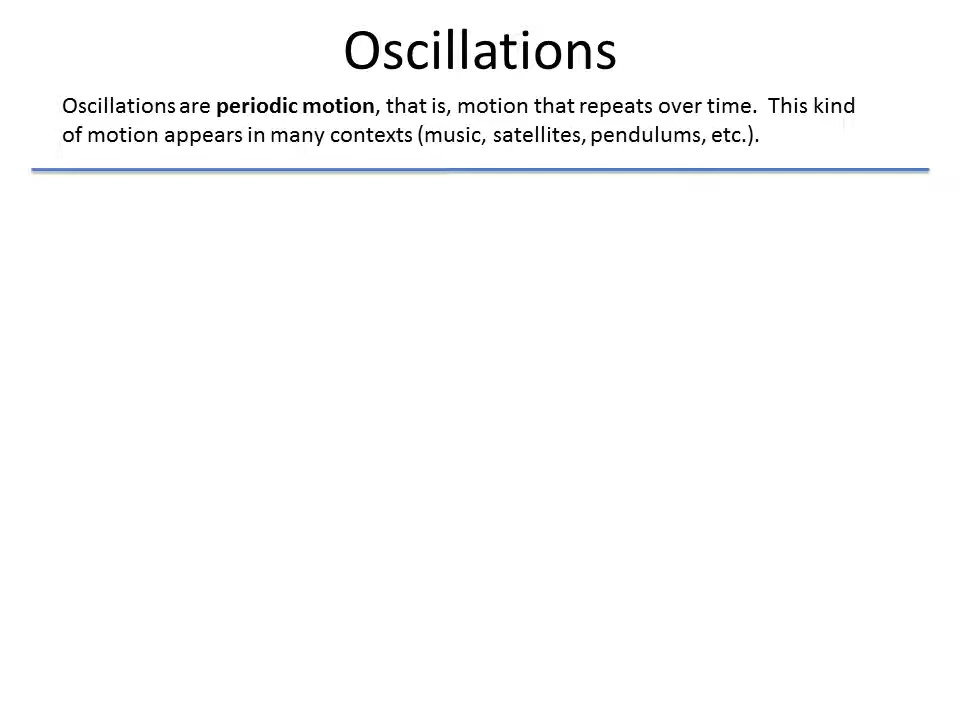 Oscillations
Oscillations are periodic motion, that is, motion that repeats over time.  This kind
of motion appears in many contexts (music, satellites, pendulums, etc.).